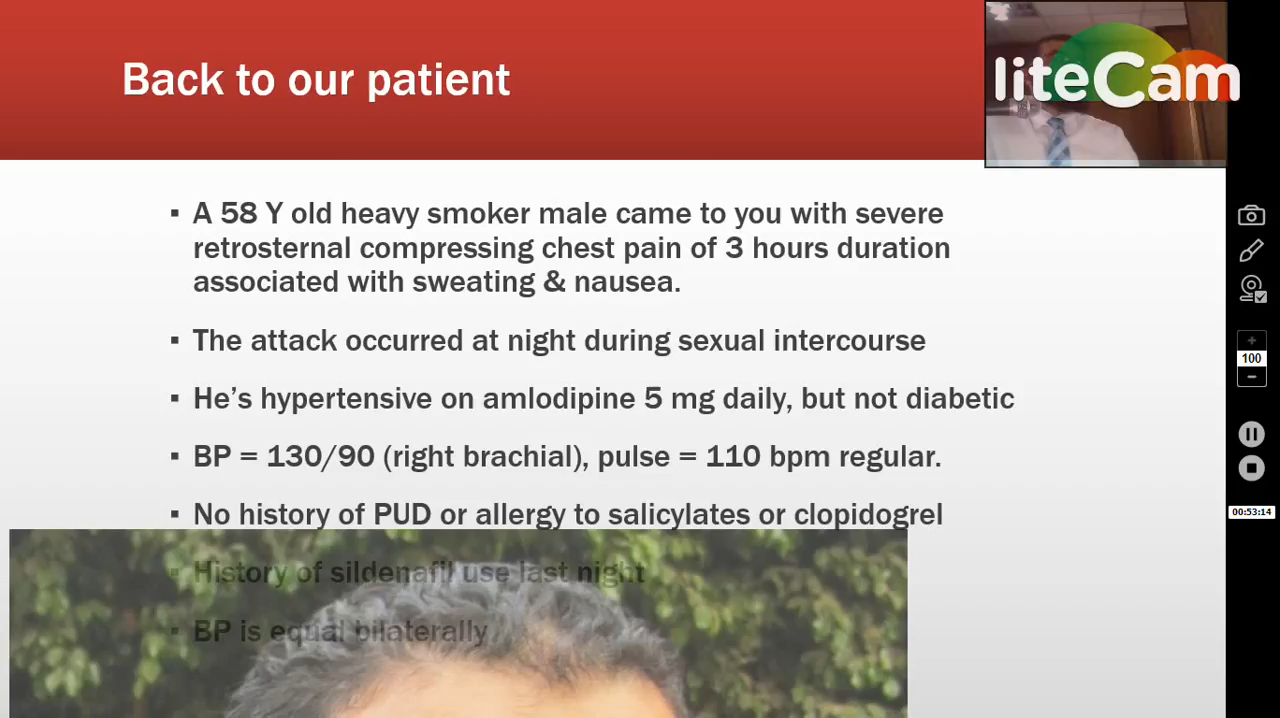 Back to our patient
liteCam
▪ A 58 Y old heavy smoker male came to you with severe
retrosternal compressing chest pain of 3 hours duration
associated with sweating & nausea.
▪ The attack occurred at night during sexual intercourse
▪ He’s hypertensive on amlodipine 5 mg daily, but not diabetic
▪ BP = 130/90 (right brachial), pulse = 110 bpm regular.
▪ No history of PUD or allergy to salicylates or clopidogrel
▪ History of sildenafil use last night
▪ BP is equal bilaterally
100
00:53:14